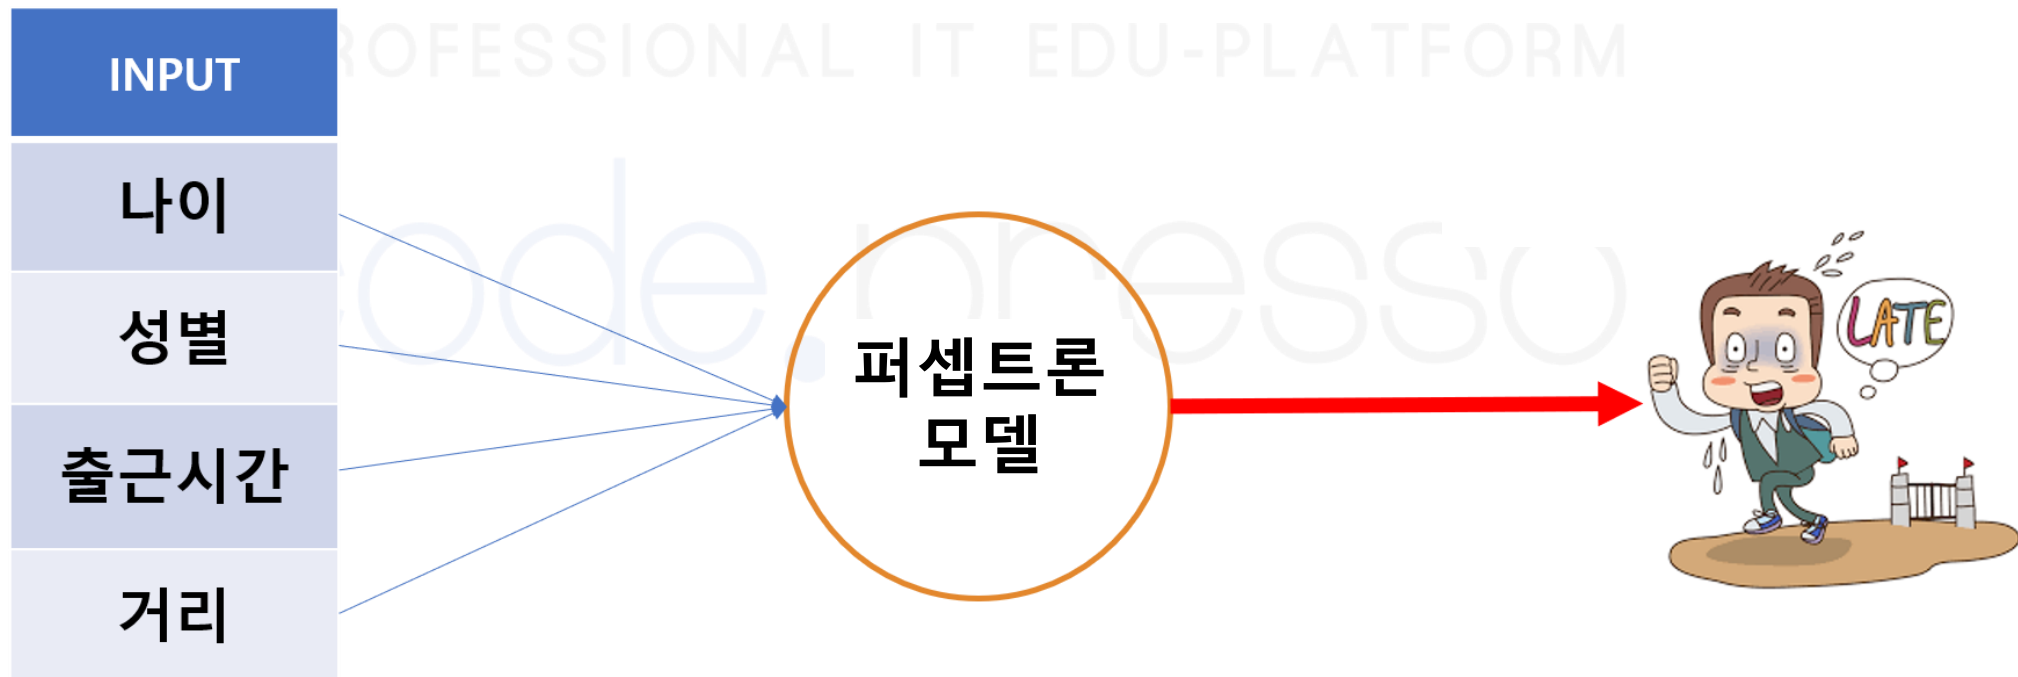 ROFESSIONAL IT EDU-PLATFORM
INPUT
나이
성별
출근시간
거리
code.presso
퍼셉트론
모델
LATE